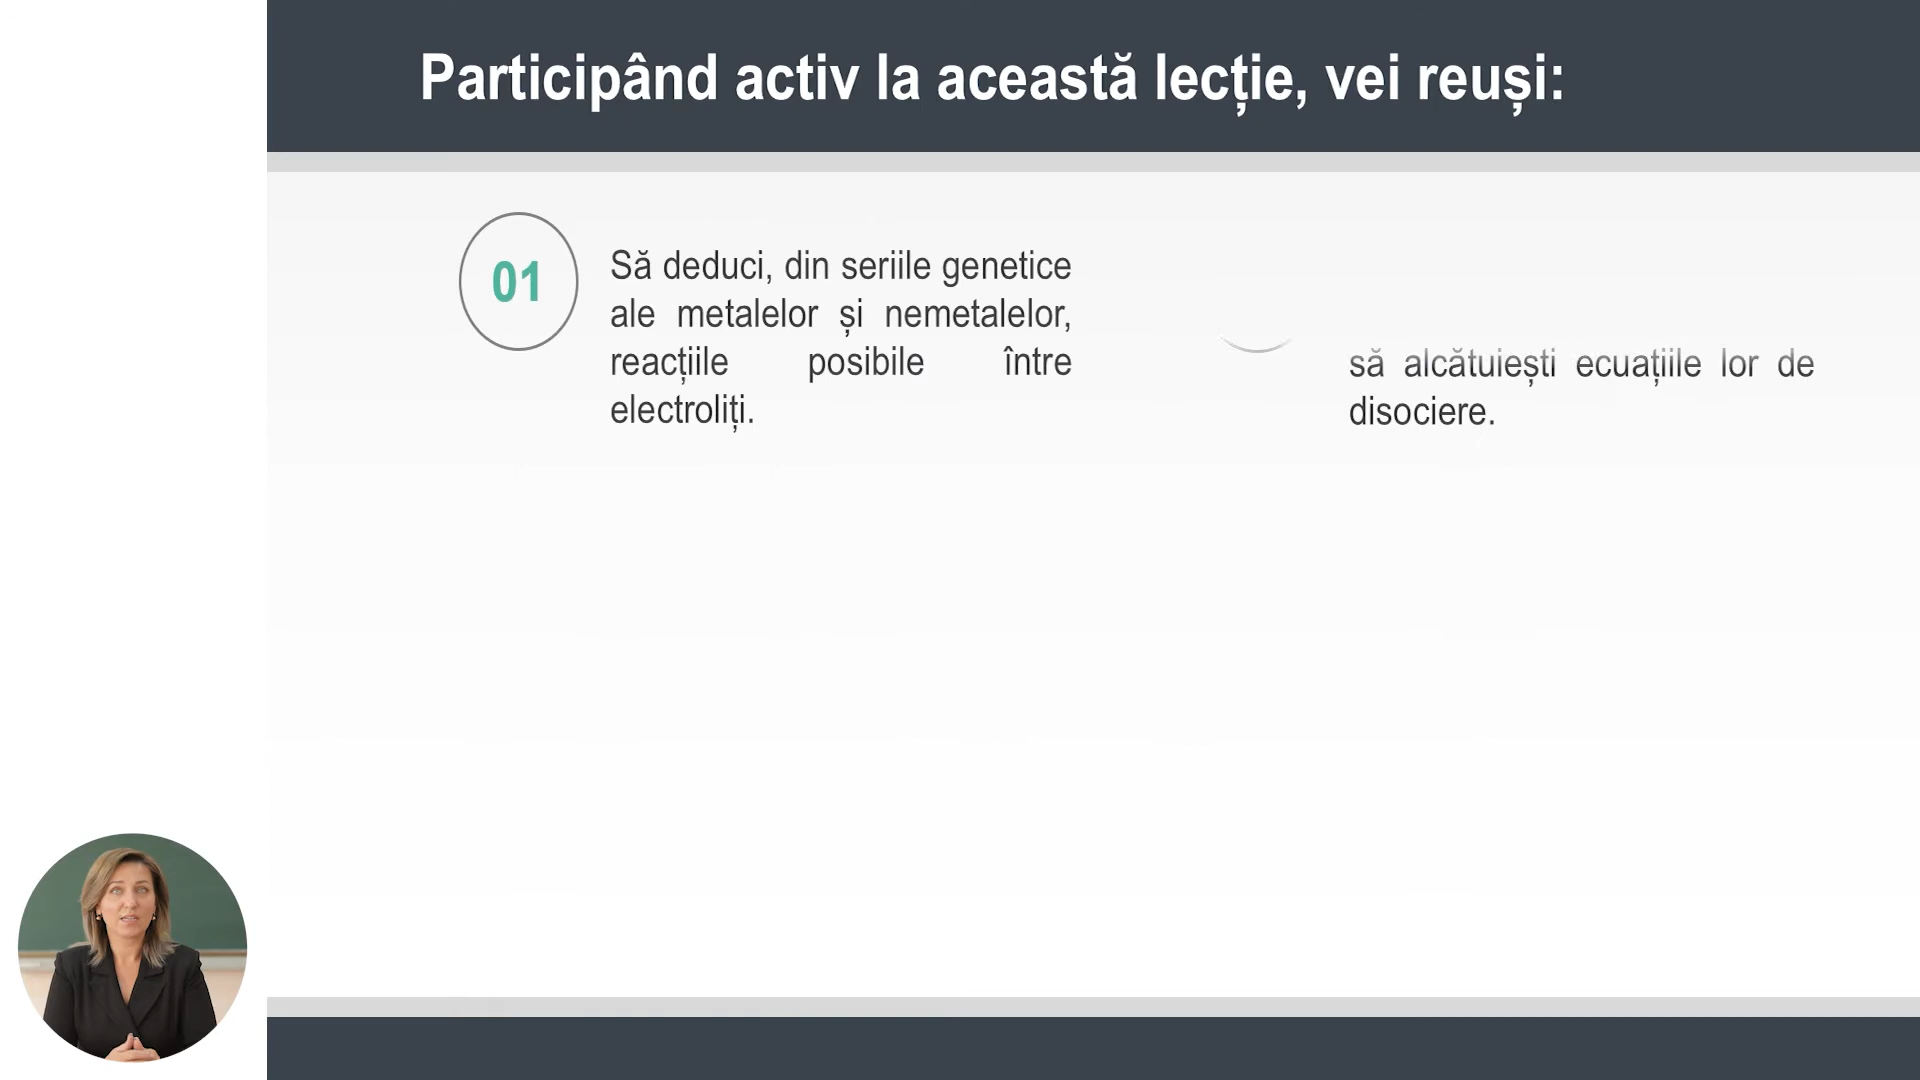 Participând activ la această lecție, vei reuși:
01
Să deduci, din seriile genetice
ale metalelor și nemetalelor,
reacțiile posibile între
electroliți.
să alcătuiești ecuațiile lor de
disociere.